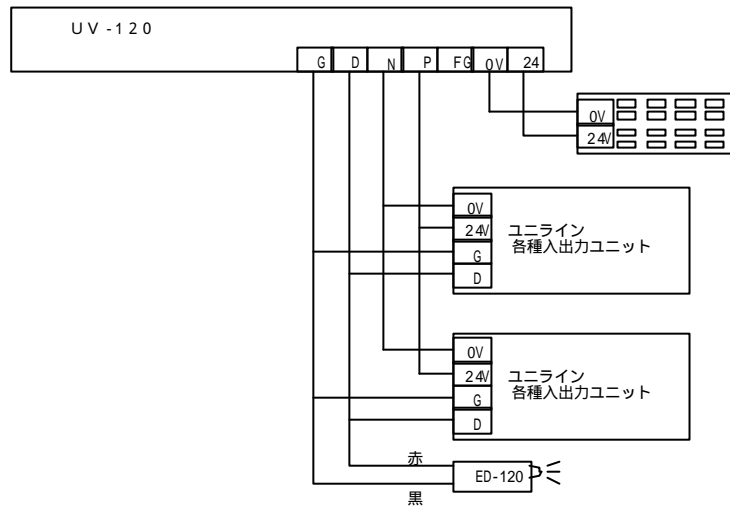 ＵＶ-120
G D N P FG 0V 24
0V
24V
0V
24V
G
D
ユニライン
各種入出力ユニット
0V
24V
G
D
ユニライン
各種入出力ユニット
赤
ED-120
黒